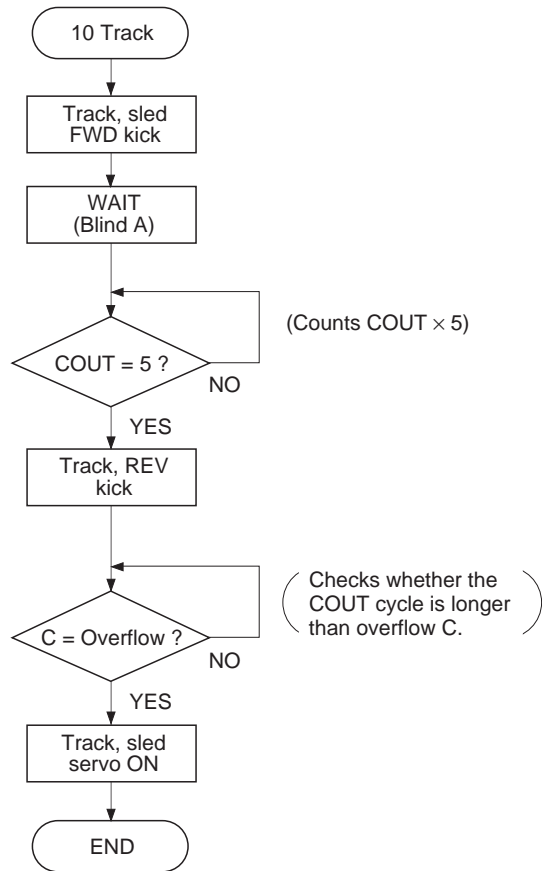 10 Track
Track, sled
FWD kick
WAIT
(Blind A)
(Counts COUT × 5)
COUT = 5 ?
NO
YES
Track, REV
kick
Checks whether the
COUT cycle is longer
than overflow C.
C = Overflow ?
NO
YES
Track, sled
servo ON
END